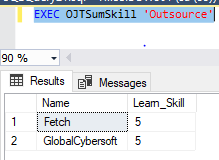 EXEC OJTSumSkill 'Outsource'
90 %
Results Messages
Name Learn_Skill
1 Fetch 5
2 GlobalCybersoft 5